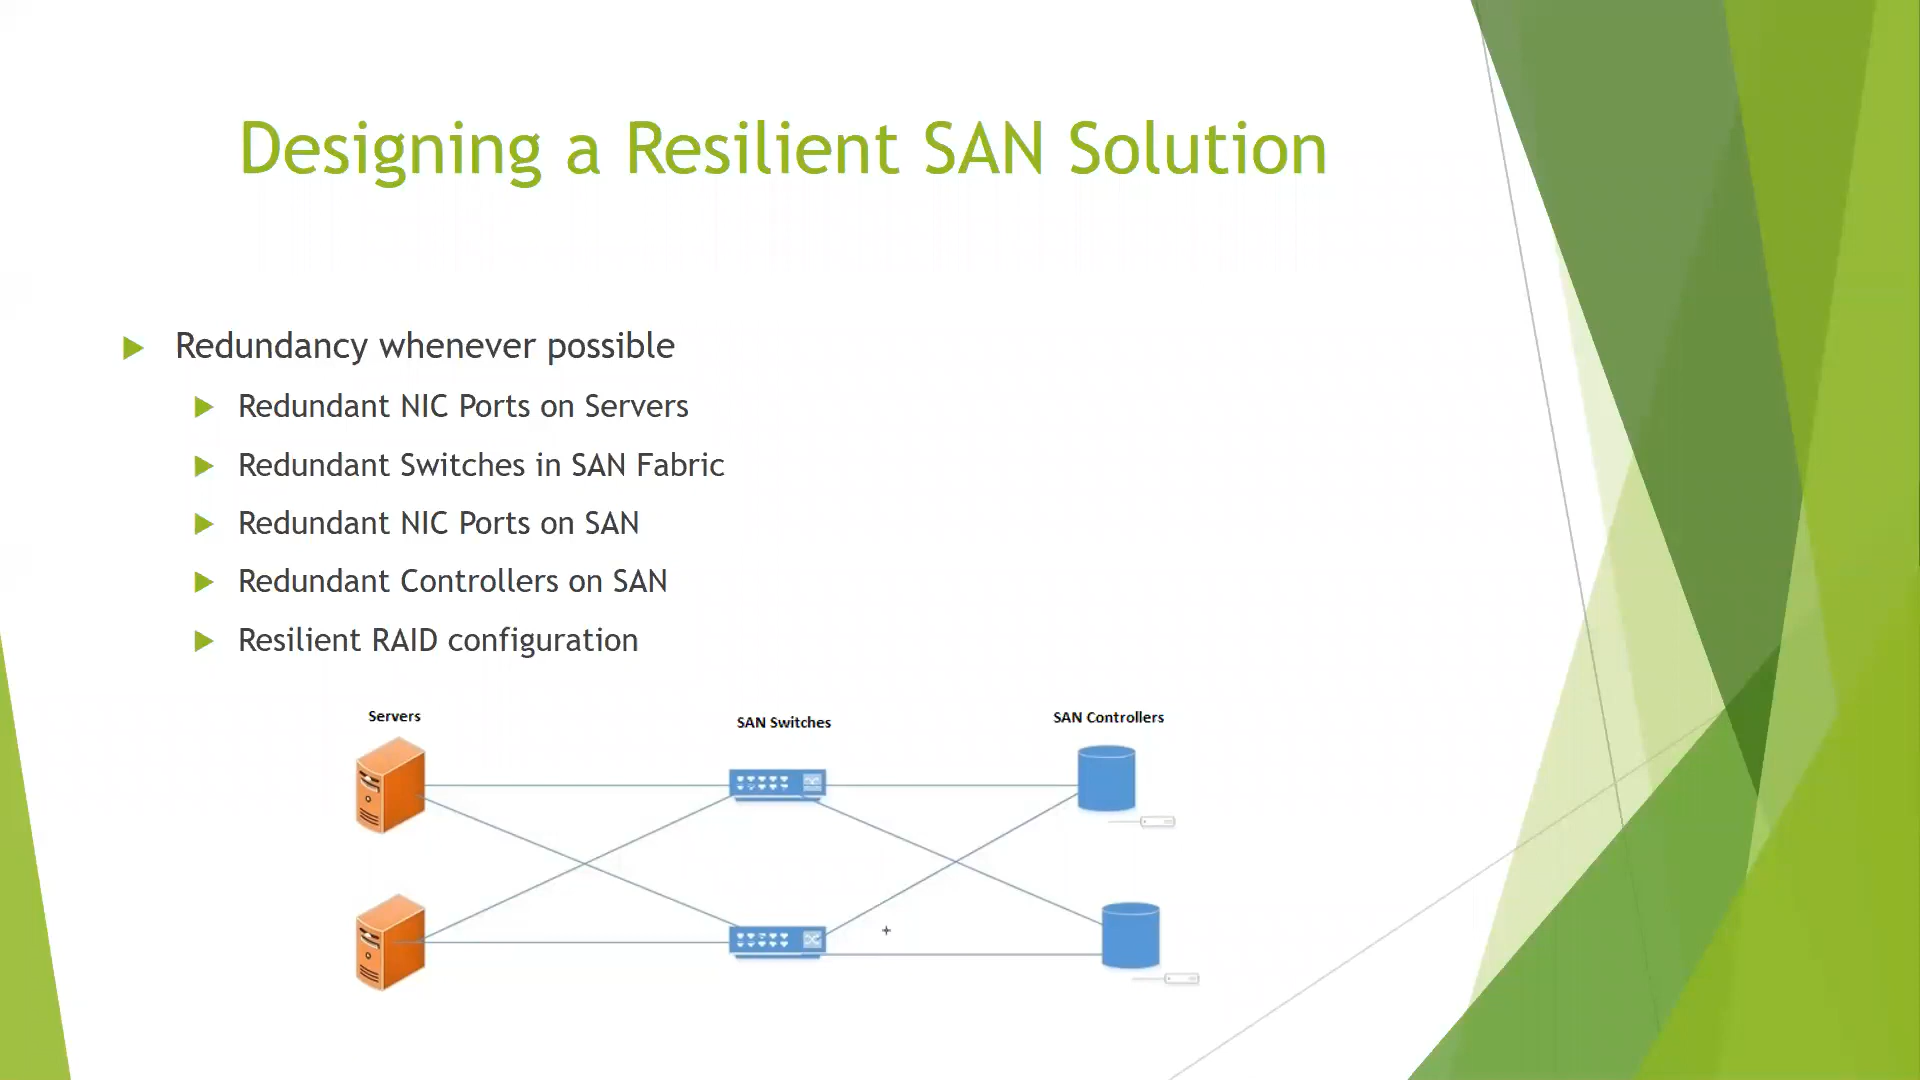 Designing a Resilient SAN Solution
Redundancy whenever possible
Redundant NIC Ports on Servers
Redundant Switches in SAN Fabric
Redundant NIC Ports on SAN
Redundant Controllers on SAN
Resilient RAID configuration
Servers
SAN Switches
SAN Controllers